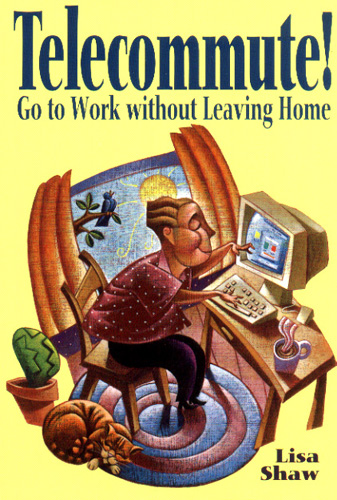 Telecommute!
Go to Work without Leaving Home
Lisa
Shaw